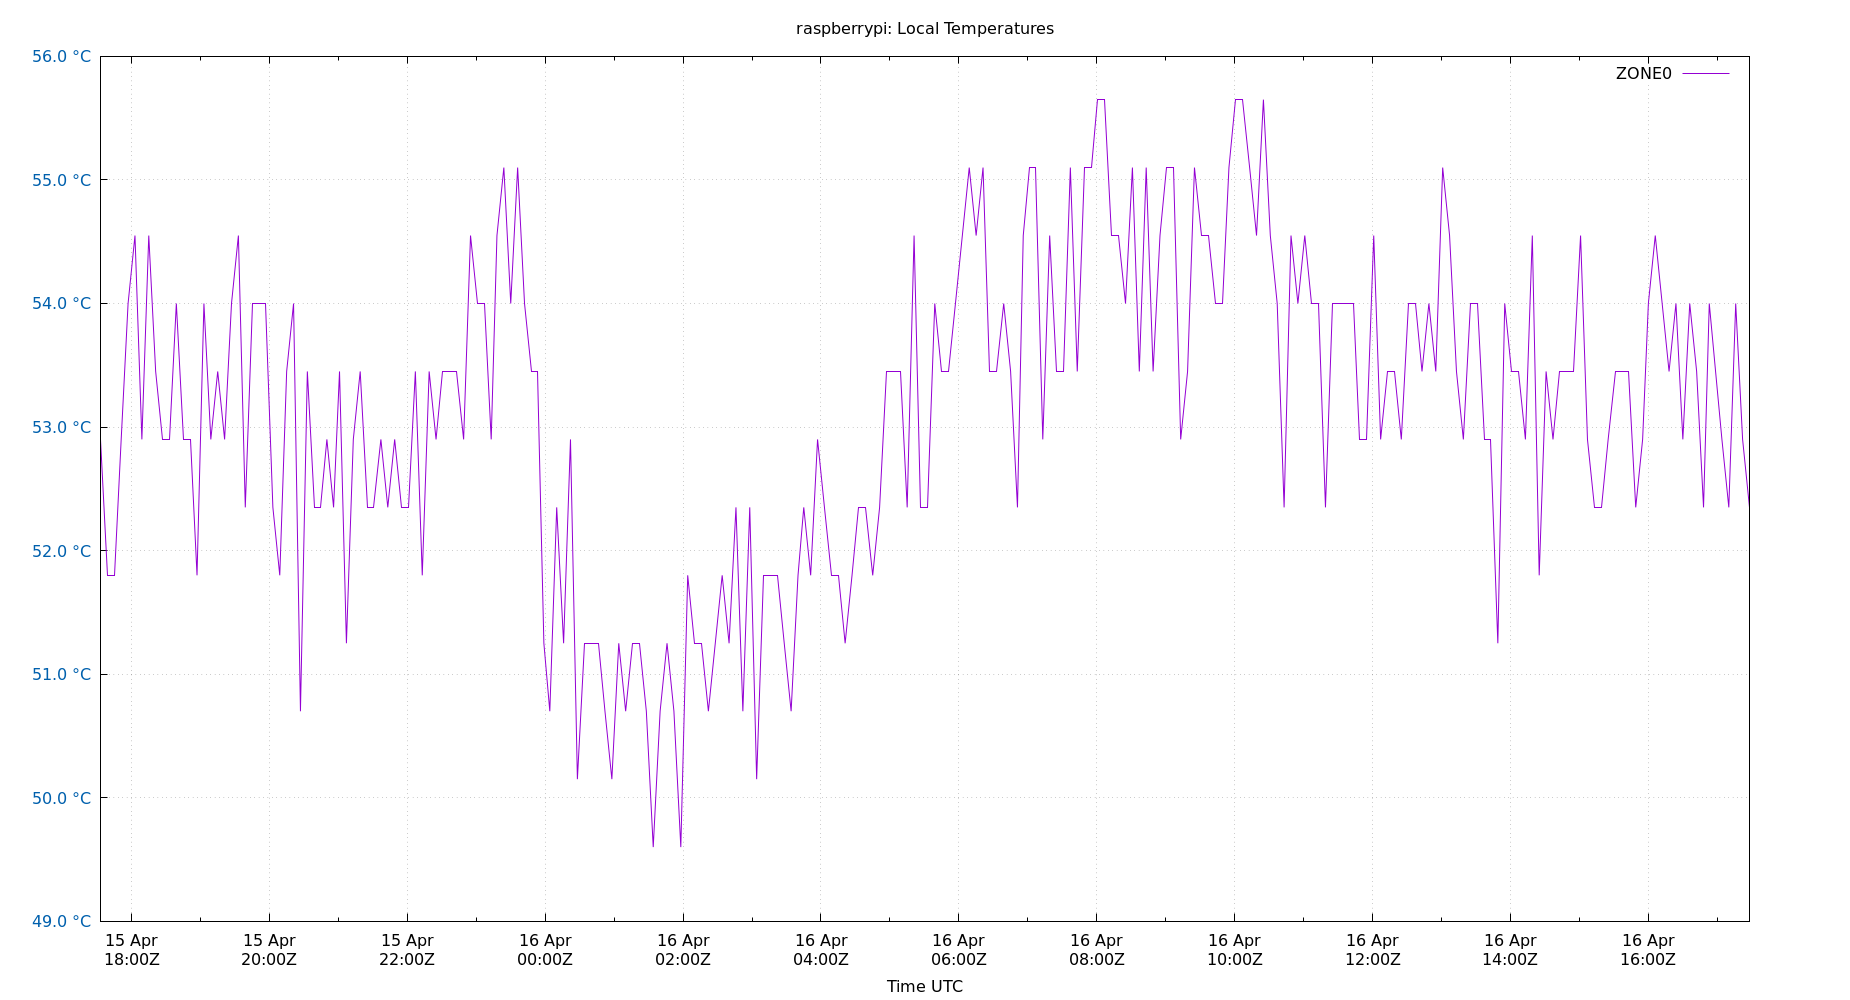 raspberrypi: Local Temperatures
ZONE0
56.0 °C
55.0 °C
54.0 °C
53.0 °C
52.0 °C
51.0 °C
50.0 °C
49.0 °C
15 Apr 15 Apr 15 Apr 16 Apr 16 Apr 16 Apr 16 Apr 16 Apr 16 Apr 16 Apr 16 Apr 16 Apr
18:00Z 20:00Z 22:00Z 00:00Z 02:00Z 04:00Z 06:00Z 08:00Z 10:00Z 12:00Z 14:00Z 16:00Z
Time UTC